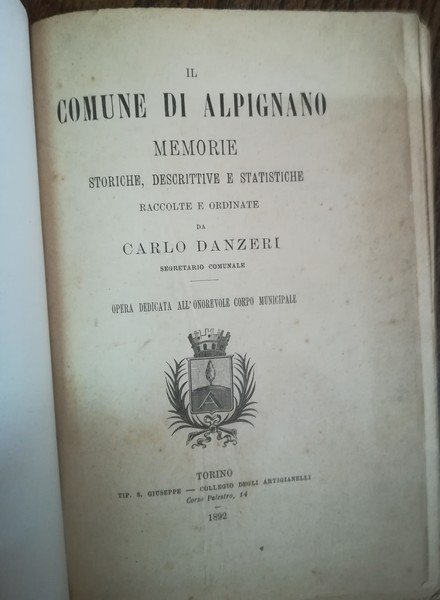 IL
COMUNE DI ALPIGNANO
MEMORIE
STORICHE, DESCRITTIVE E STATISTICHE
RACCOLTE E ORDINATE
DA
CARLO DANZERI
SEGRETARIO COMUNALE
OPERA DEDICATA ALL'ONOREVOLE CORPO MUNICIPALE
A
TORINO
TIP. S. GIUSEPPE — COLLEGIO DEGLI ARTIGIANELLI
Corso Palestro, 14
1892